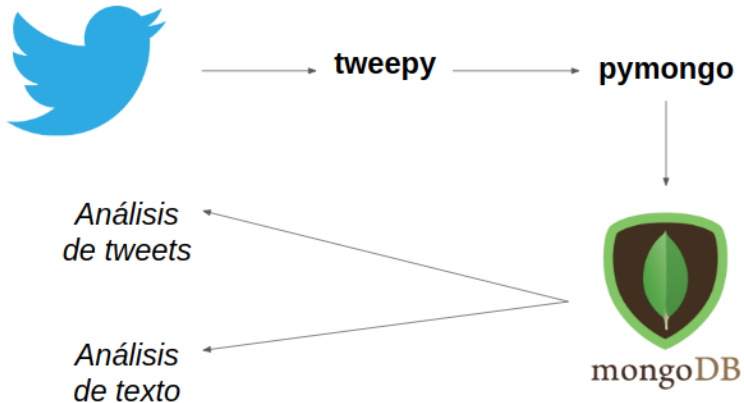 tweepy
pymongo
Análisis
de tweets
Análisis
de texto
mongoDB